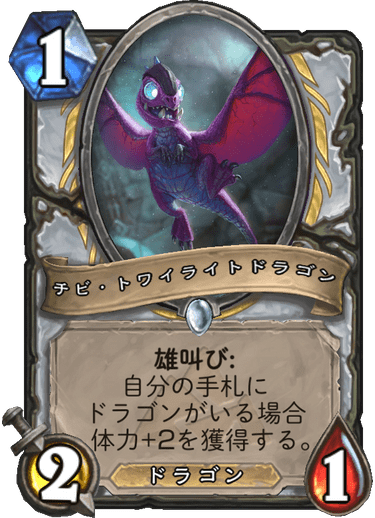 1
チビ・トワイライトドラゴン
雄叫び:
自分の手札に
ドラゴンがいる場合
体力+2を獲得する。
2
ドラゴン
1